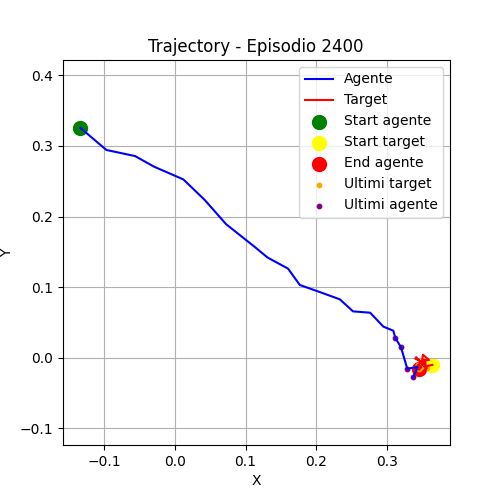 Trajectory - Episodio 2400
Agente
Target
Start agente
Start target
End agente
Ultimi target
Ultimi agente
0.4
0.3
0.2
0.1
0.0
−0.1
Y
−0.1
0.0
0.1
0.2
0.3
X